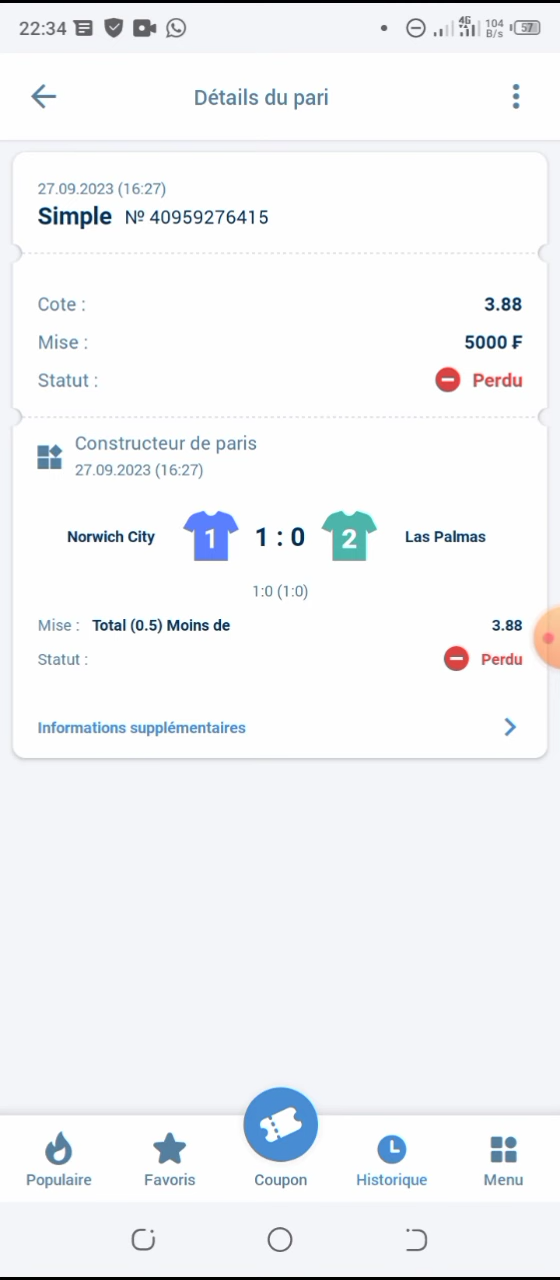 22:34 4G 104 B/s 57
Détails du pari
27.09.2023 (16:27)
Simple № 40959276415
Cote : 3.88
Mise : 5000 ₣
Statut : Perdu
Constructeur de paris
27.09.2023 (16:27)
Norwich City 1 1 : 0 2 Las Palmas
1:0 (1:0)
Mise : Total (0.5) Moins de 3.88
Statut : Perdu
Informations supplémentaires
Populaire Favoris Coupon Historique Menu